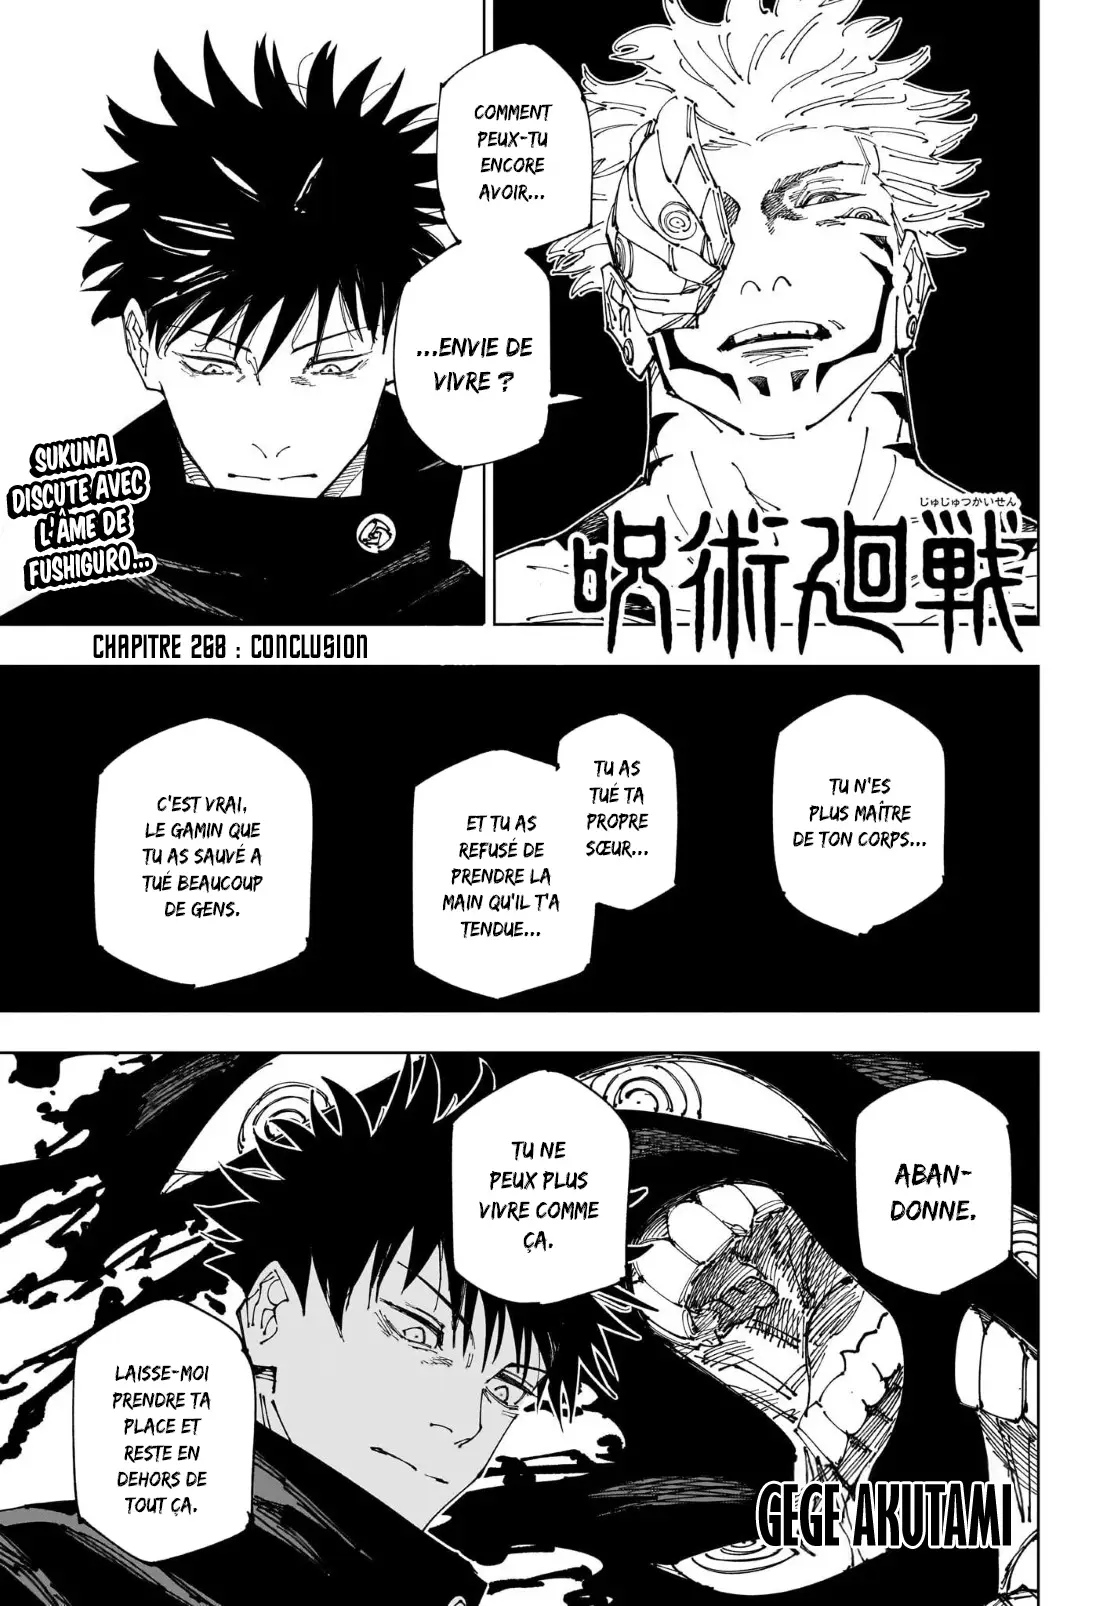 COMMENT
PEUX-TU
ENCORE
AVOIR...
...ENVIE DE
VIVRE ?
SUKUNA
DISCUTE AVEC
L'ÂME DE
FUSHIGURO...
じゅじゅつかいせん
呪術廻戦
CHAPITRE 268 : CONCLUSION
TU N'ES
PLUS MAÎTRE
DE TON CORPS...
TU AS
TUÉ TA
PROPRE
SŒUR...
ET TU AS
REFUSÉ DE
PRENDRE LA
MAIN QU'IL T'A
TENDUE...
C'EST VRAI,
LE GAMIN QUE
TU AS SAUVÉ A
TUÉ BEAUCOUP
DE GENS.
ABAN-
DONNE.
TU NE
PEUX PLUS
VIVRE COMME
ÇA.
LAISSE-MOI
PRENDRE TA
PLACE ET
RESTE EN
DEHORS DE
TOUT ÇA.
GEGE AKUTAMI